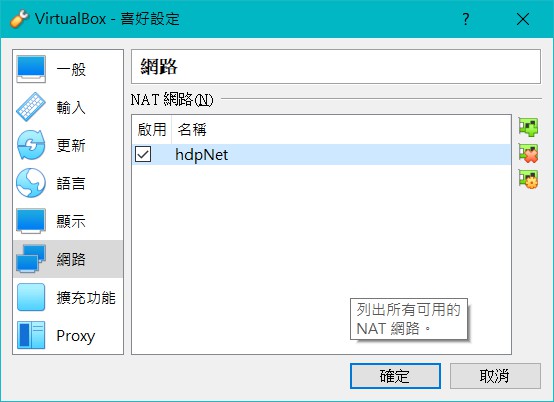 VirtualBox - 喜好設定
?
一般
輸入
更新
語言
顯示
網路
擴充功能
Proxy
網路
NAT 網路(N)
啟用 名稱
hdpNet
列出所有可用的
NAT 網路。
確定 取消